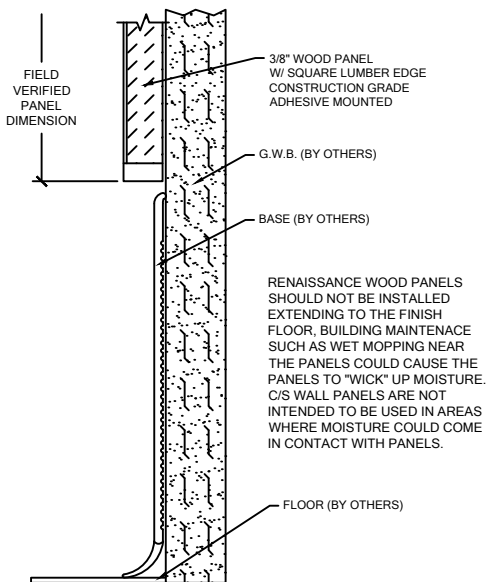 FIELD
VERIFIED
PANEL
DIMENSION
3/8" WOOD PANEL
W/ SQUARE LUMBER EDGE
CONSTRUCTION GRADE
ADHESIVE MOUNTED
G.W.B. (BY OTHERS)
BASE (BY OTHERS)
RENAISSANCE WOOD PANELS
SHOULD NOT BE INSTALLED
EXTENDING TO THE FINISH
FLOOR, BUILDING MAINTENACE
SUCH AS WET MOPPING NEAR
THE PANELS COULD CAUSE THE
PANELS TO "WICK" UP MOISTURE.
C/S WALL PANELS ARE NOT
INTENDED TO BE USED IN AREAS
WHERE MOISTURE COULD COME
IN CONTACT WITH PANELS.
FLOOR (BY OTHERS)